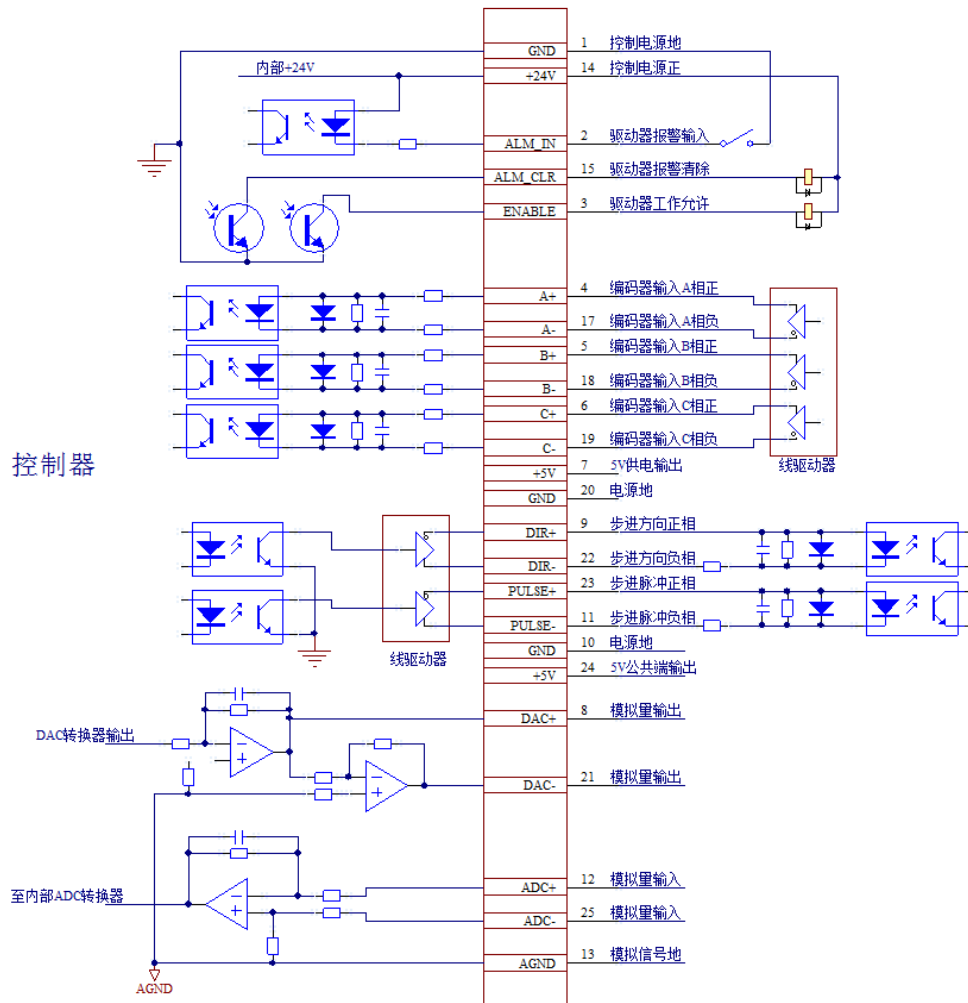 GND 1 控制电源地
内部+24V +24V 14 控制电源正
ALM_IN 2 驱动器报警输入
ALM_CLR 15 驱动器报警清除
ENABLE 3 驱动器工作允许
A+ 4 编码器输入A相正
A- 17 编码器输入A相负
B+ 5 编码器输入B相正
B- 18 编码器输入B相负
C+ 6 编码器输入C相正
C- 19 编码器输入C相负
控制器
线驱动器
+5V 7 5V供电输出
GND 20 电源地
DIR+ 9 步进方向正相
DIR- 22 步进方向负相
PULSE+ 23 步进脉冲正相
PULSE- 11 步进脉冲负相
线驱动器
GND 10 电源地
+5V 24 5V公共端输出
DAC+ 8 模拟量输出
DAC转换器输出
DAC- 21 模拟量输出
ADC+ 12 模拟量输入
至内部ADC转换器
ADC- 25 模拟量输入
AGND 13 模拟信号地
AGND